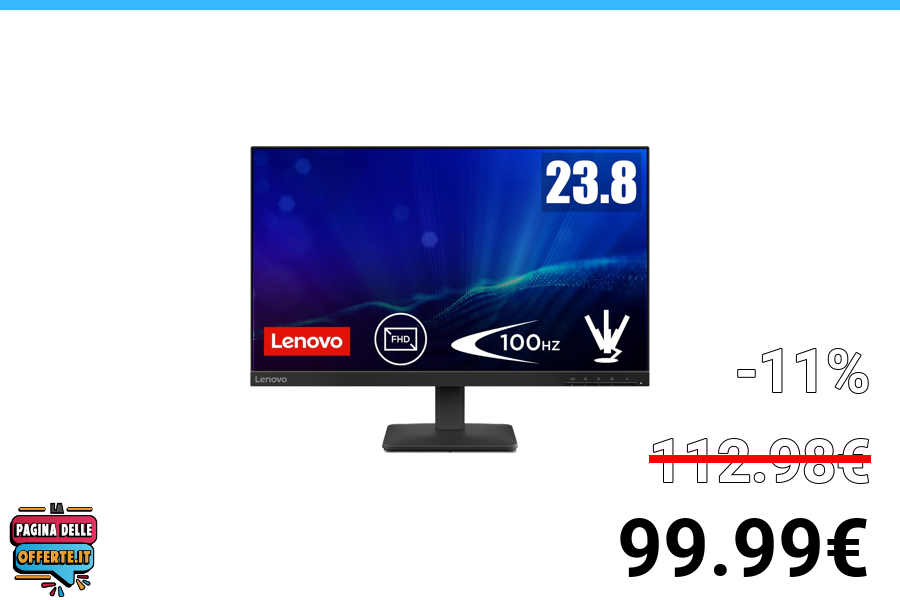 23.8
Lenovo
FHD
100HZ
Lenovo
-11%
112.98€
99.99€
LA
PAGINA DELLE
OFFERTE.IT